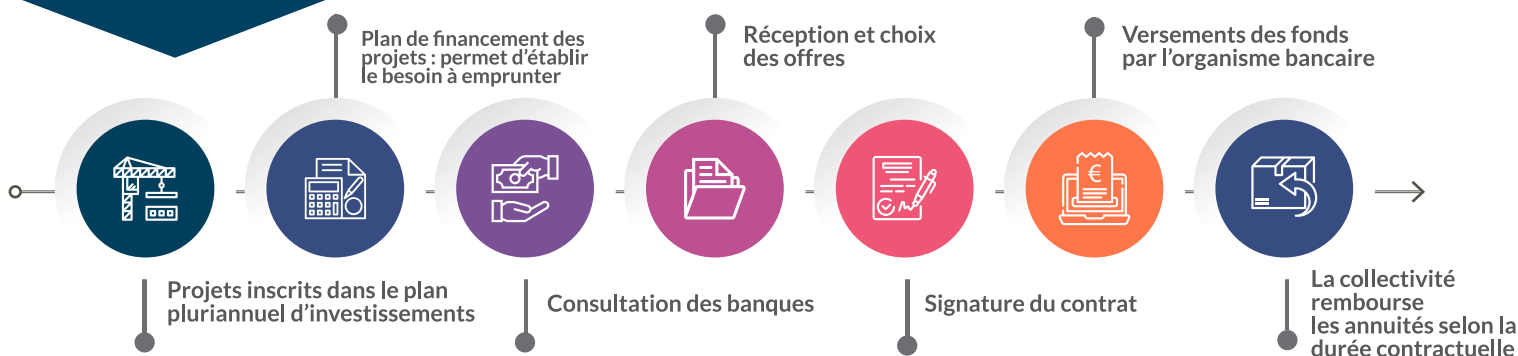 Projets inscrits dans le plan
pluriannuel d'investissements
Plan de financement des
projets : permet d'établir
le besoin à emprunter
Consultation des banques
Réception et choix
des offres
Signature du contrat
Versements des fonds
par l'organisme bancaire
€
La collectivité
rembourse
les annuités selon la
durée contractuelle